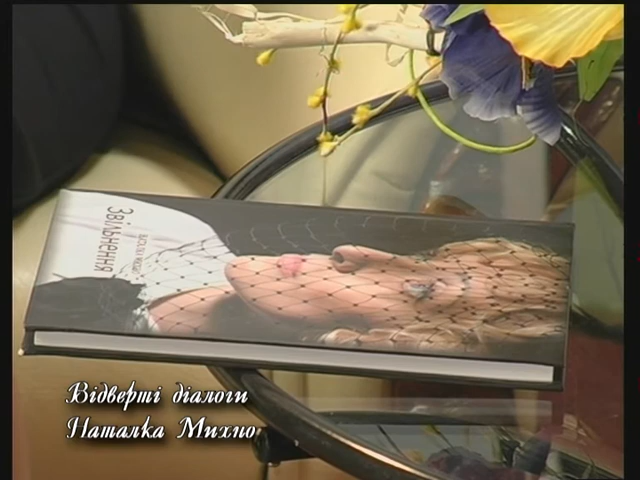 Звільнення
Відверті діалоги
Наталка Михно